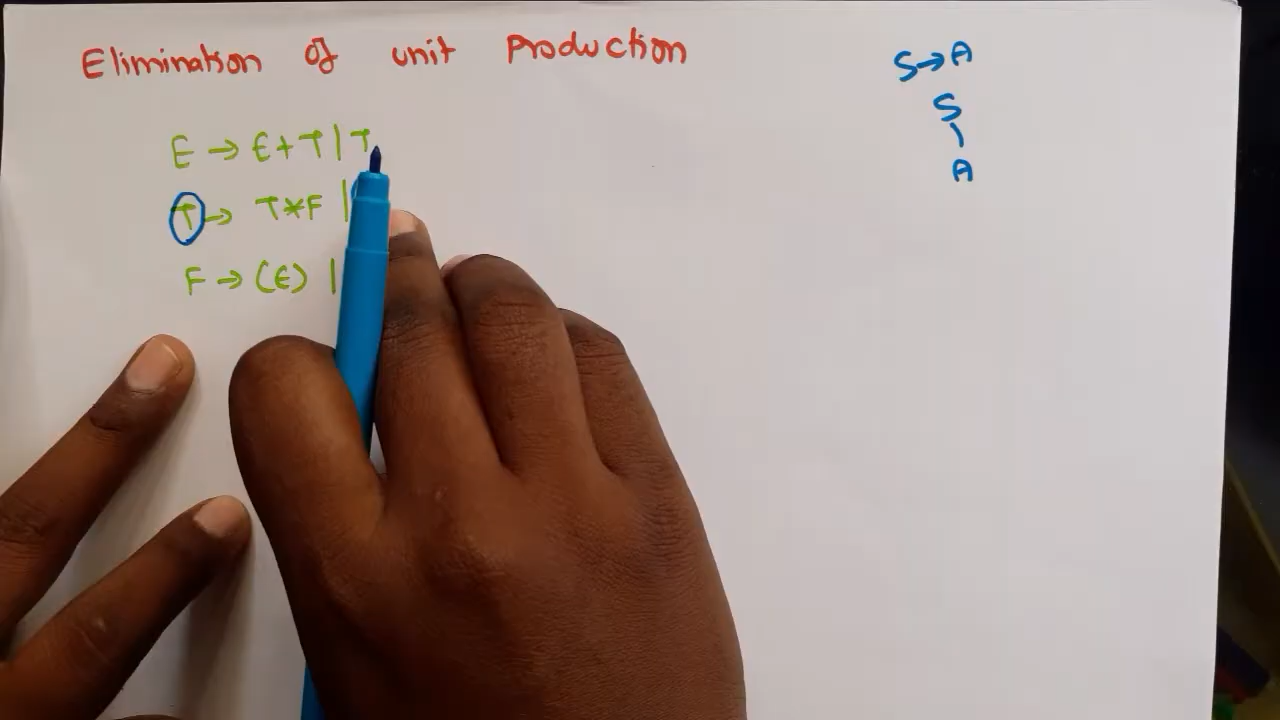 Elimination of unit Production
E → E+T | T
T → T*F |
F → (E) |
S → A
S
A